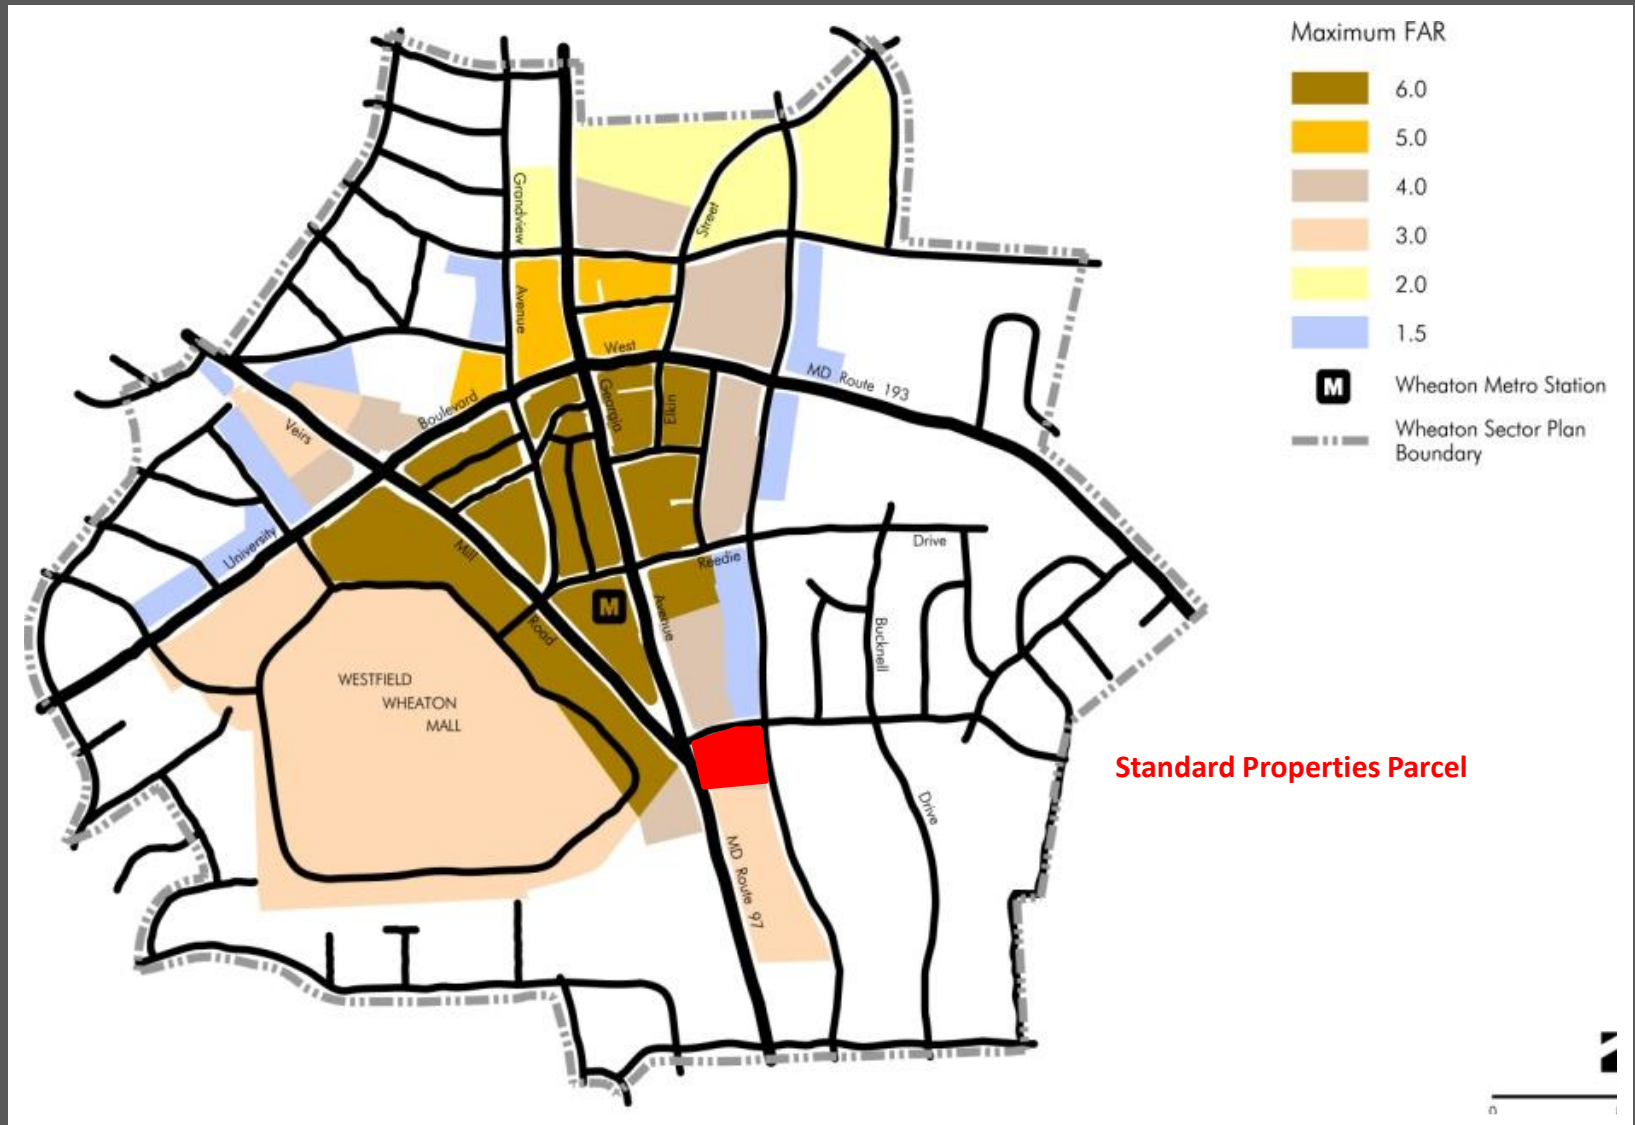 Maximum FAR
6.0
5.0
4.0
3.0
2.0
1.5
M
Wheaton Metro Station
Wheaton Sector Plan
Boundary
Grandview
Avenue
Street
West
Georgia
Elkin
MD Route 193
Boulevard
Veirs
University
Mill
Road
Reedie
Drive
M
Avenue
Bucknell
Drive
WESTFIELD
WHEATON
MALL
MD Route 97
Standard Properties Parcel
0